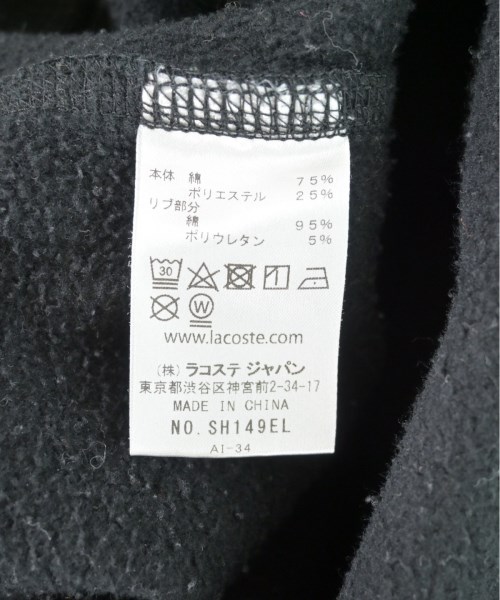 本体 綿 75%
ポリエステル 25%
リブ部分
綿 95%
ポリウレタン 5%
30
W
www.lacoste.com
(株) ラコステ ジャパン
東京都渋谷区神宮前2-34-17
MADE IN CHINA
NO. SH149EL
AI-34